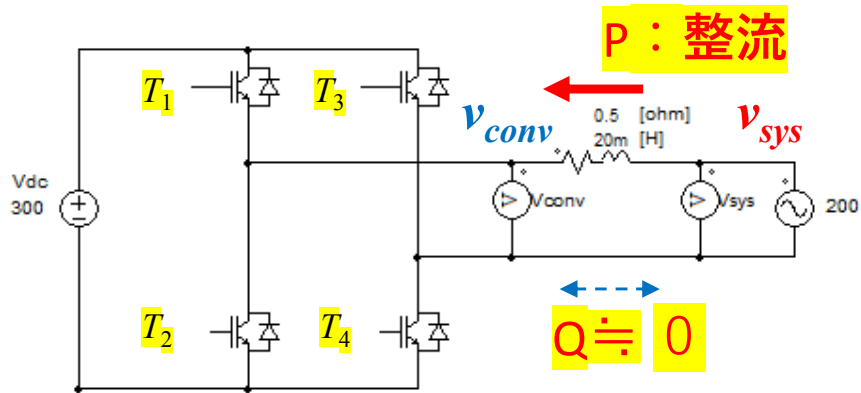 P：整流
T1
T3
vconv
0.5 [ohm]
20m [H]
vsys
Vdc
300
Vconv
Vsys
200
T2
T4
Q≒０